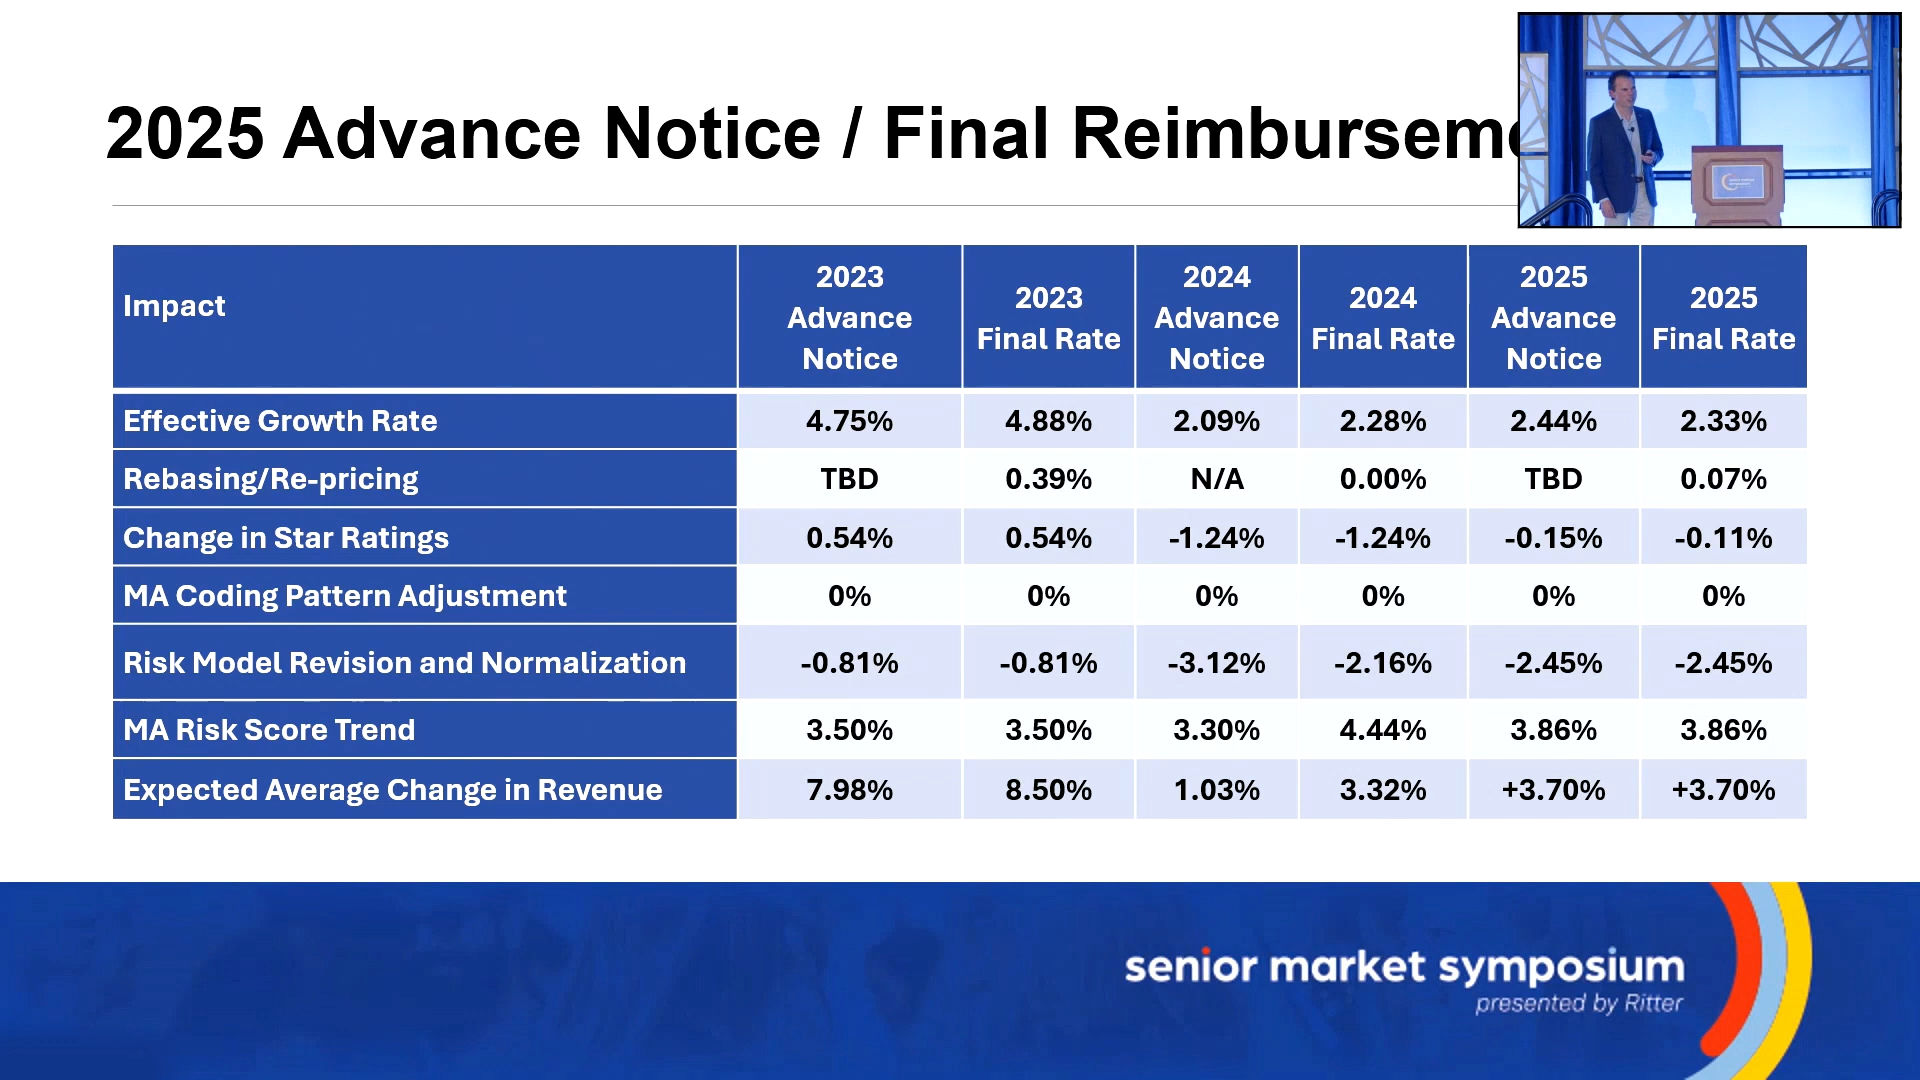 2025 Advance Notice / Final Reimburseme
Impact
2023 Advance Notice
2023 Final Rate
2024 Advance Notice
2024 Final Rate
2025 Advance Notice
2025 Final Rate
Effective Growth Rate 4.75% 4.88% 2.09% 2.28% 2.44% 2.33%
Rebasing/Re-pricing TBD 0.39% N/A 0.00% TBD 0.07%
Change in Star Ratings 0.54% 0.54% -1.24% -1.24% -0.15% -0.11%
MA Coding Pattern Adjustment 0% 0% 0% 0% 0% 0%
Risk Model Revision and Normalization -0.81% -0.81% -3.12% -2.16% -2.45% -2.45%
MA Risk Score Trend 3.50% 3.50% 3.30% 4.44% 3.86% 3.86%
Expected Average Change in Revenue 7.98% 8.50% 1.03% 3.32% +3.70% +3.70%
senior market symposium
presented by Ritter